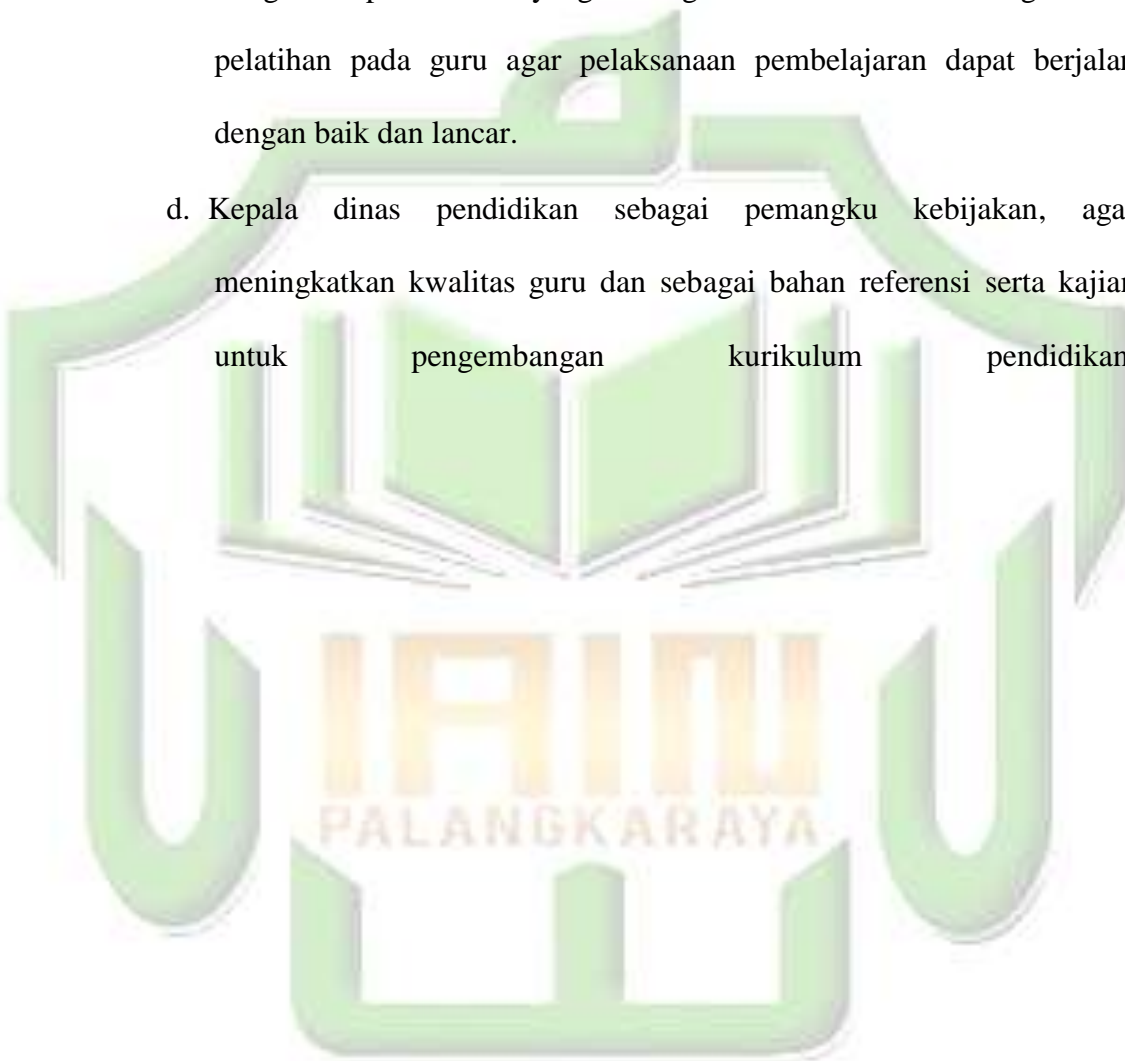 pelatihan pada guru agar pelaksanaan pembelajaran dapat berjalan
dengan baik dan lancar.
d. Kepala dinas pendidikan sebagai pemangku kebijakan, aga
meningkatkan kwalitas guru dan sebagai bahan referensi serta kajian
untuk pengembangan kurikulum pendidikan
IAIN
PALANGKARAYA